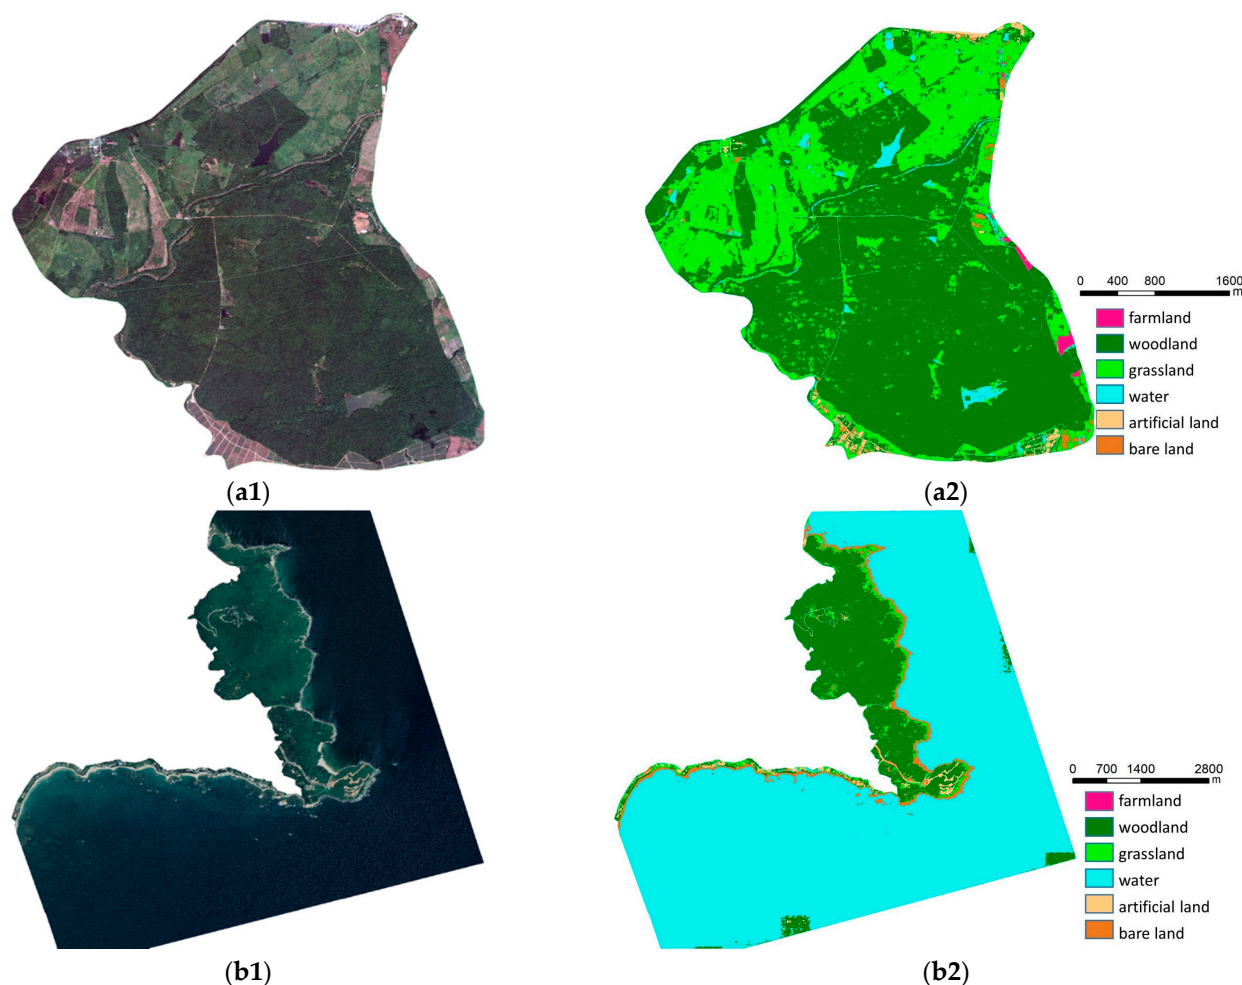 0 400 800 1600
m
farmland
woodland
grassland
water
artificial land
bare land
(a1)
(a2)
0 700 1400 2800
m
farmland
woodland
grassland
water
artificial land
bare land
(b1)
(b2)